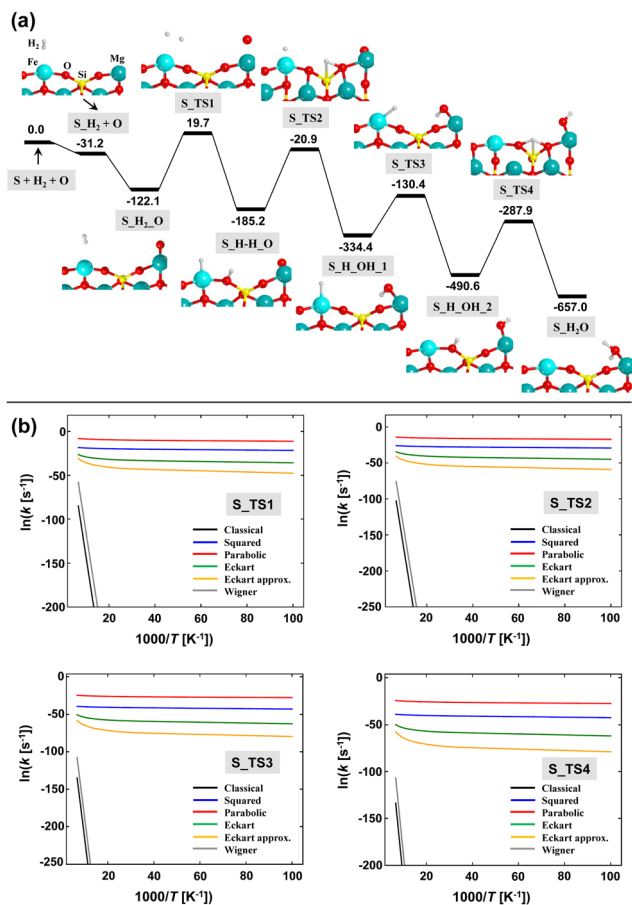 (a)
H2
Fe
O
Si
Mg
S_H2 + O
0.0
-31.2
S + H2 + O
-122.1
S_H2_O
S_TS1
19.7
-185.2
S_H-H_O
S_TS2
-20.9
-334.4
S_H_OH_1
S_TS3
-130.4
-490.6
S_H_OH_2
S_TS4
-287.9
-657.0
S_H2O
(b)
ln(k [s-1])
0
-50
-100
-150
-200
S_TS1
Classical
Squared
Parabolic
Eckart
Eckart approx.
Wigner
20 40 60 80 100
1000/T [K-1]
ln(k [s-1])
0
-50
-100
-150
-200
-250
S_TS2
Classical
Squared
Parabolic
Eckart
Eckart approx.
Wigner
20 40 60 80 100
1000/T [K-1]
ln(k [s-1])
0
-50
-100
-150
-200
-250
S_TS3
Classical
Squared
Parabolic
Eckart
Eckart approx.
Wigner
20 40 60 80 100
1000/T [K-1]
ln(k [s-1])
0
-50
-100
-150
-200
S_TS4
Classical
Squared
Parabolic
Eckart
Eckart approx.
Wigner
20 40 60 80 100
1000/T [K-1]